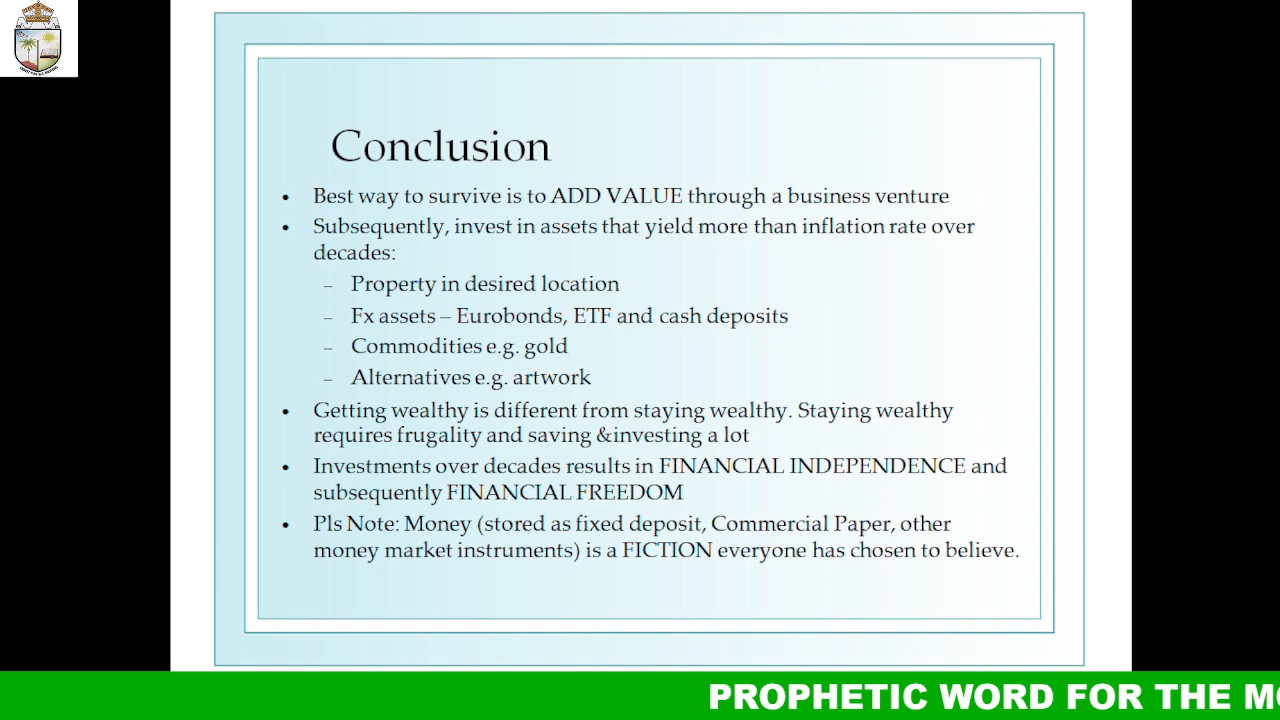 Conclusion
• Best way to survive is to ADD VALUE through a business venture
• Subsequently, invest in assets that yield more than inflation rate over
decades:
– Property in desired location
– Fx assets – Eurobonds, ETF and cash deposits
– Commodities e.g. gold
– Alternatives e.g. artwork
• Getting wealthy is different from staying wealthy. Staying wealthy
requires frugality and saving &investing a lot
• Investments over decades results in FINANCIAL INDEPENDENCE and
subsequently FINANCIAL FREEDOM
• Pls Note: Money (stored as fixed deposit, Commercial Paper, other
money market instruments) is a FICTION everyone has chosen to believe.
PROPHETIC WORD FOR THE